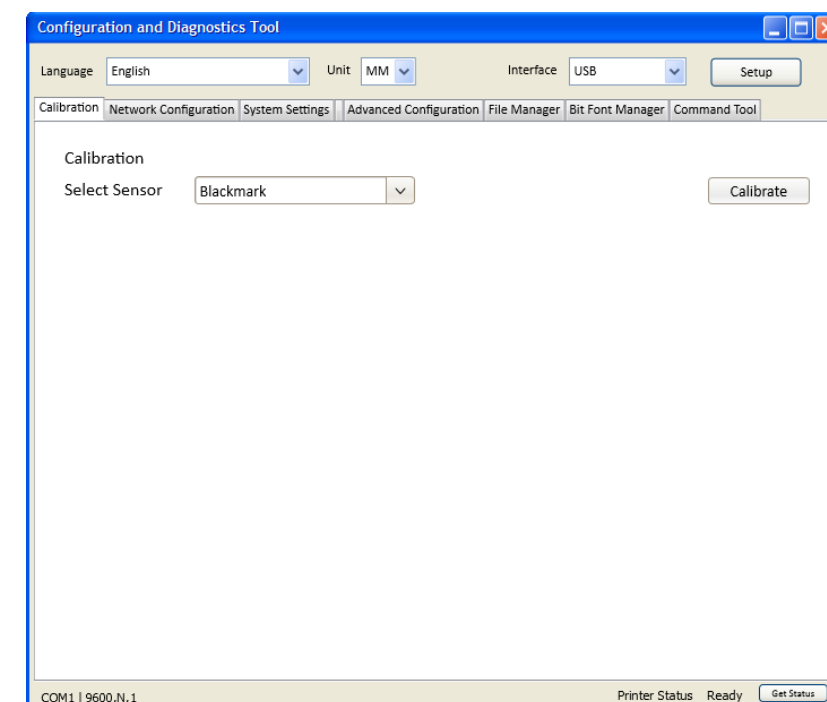 Configuration and Diagnostics Tool
Language English Unit MM Interface USB Setup
Calibration Network Configuration System Settings Advanced Configuration File Manager Bit Font Manager Command Tool
Calibration
Select Sensor Blackmark Calibrate
COM1 | 9600.N.1 Printer Status Ready Get Status